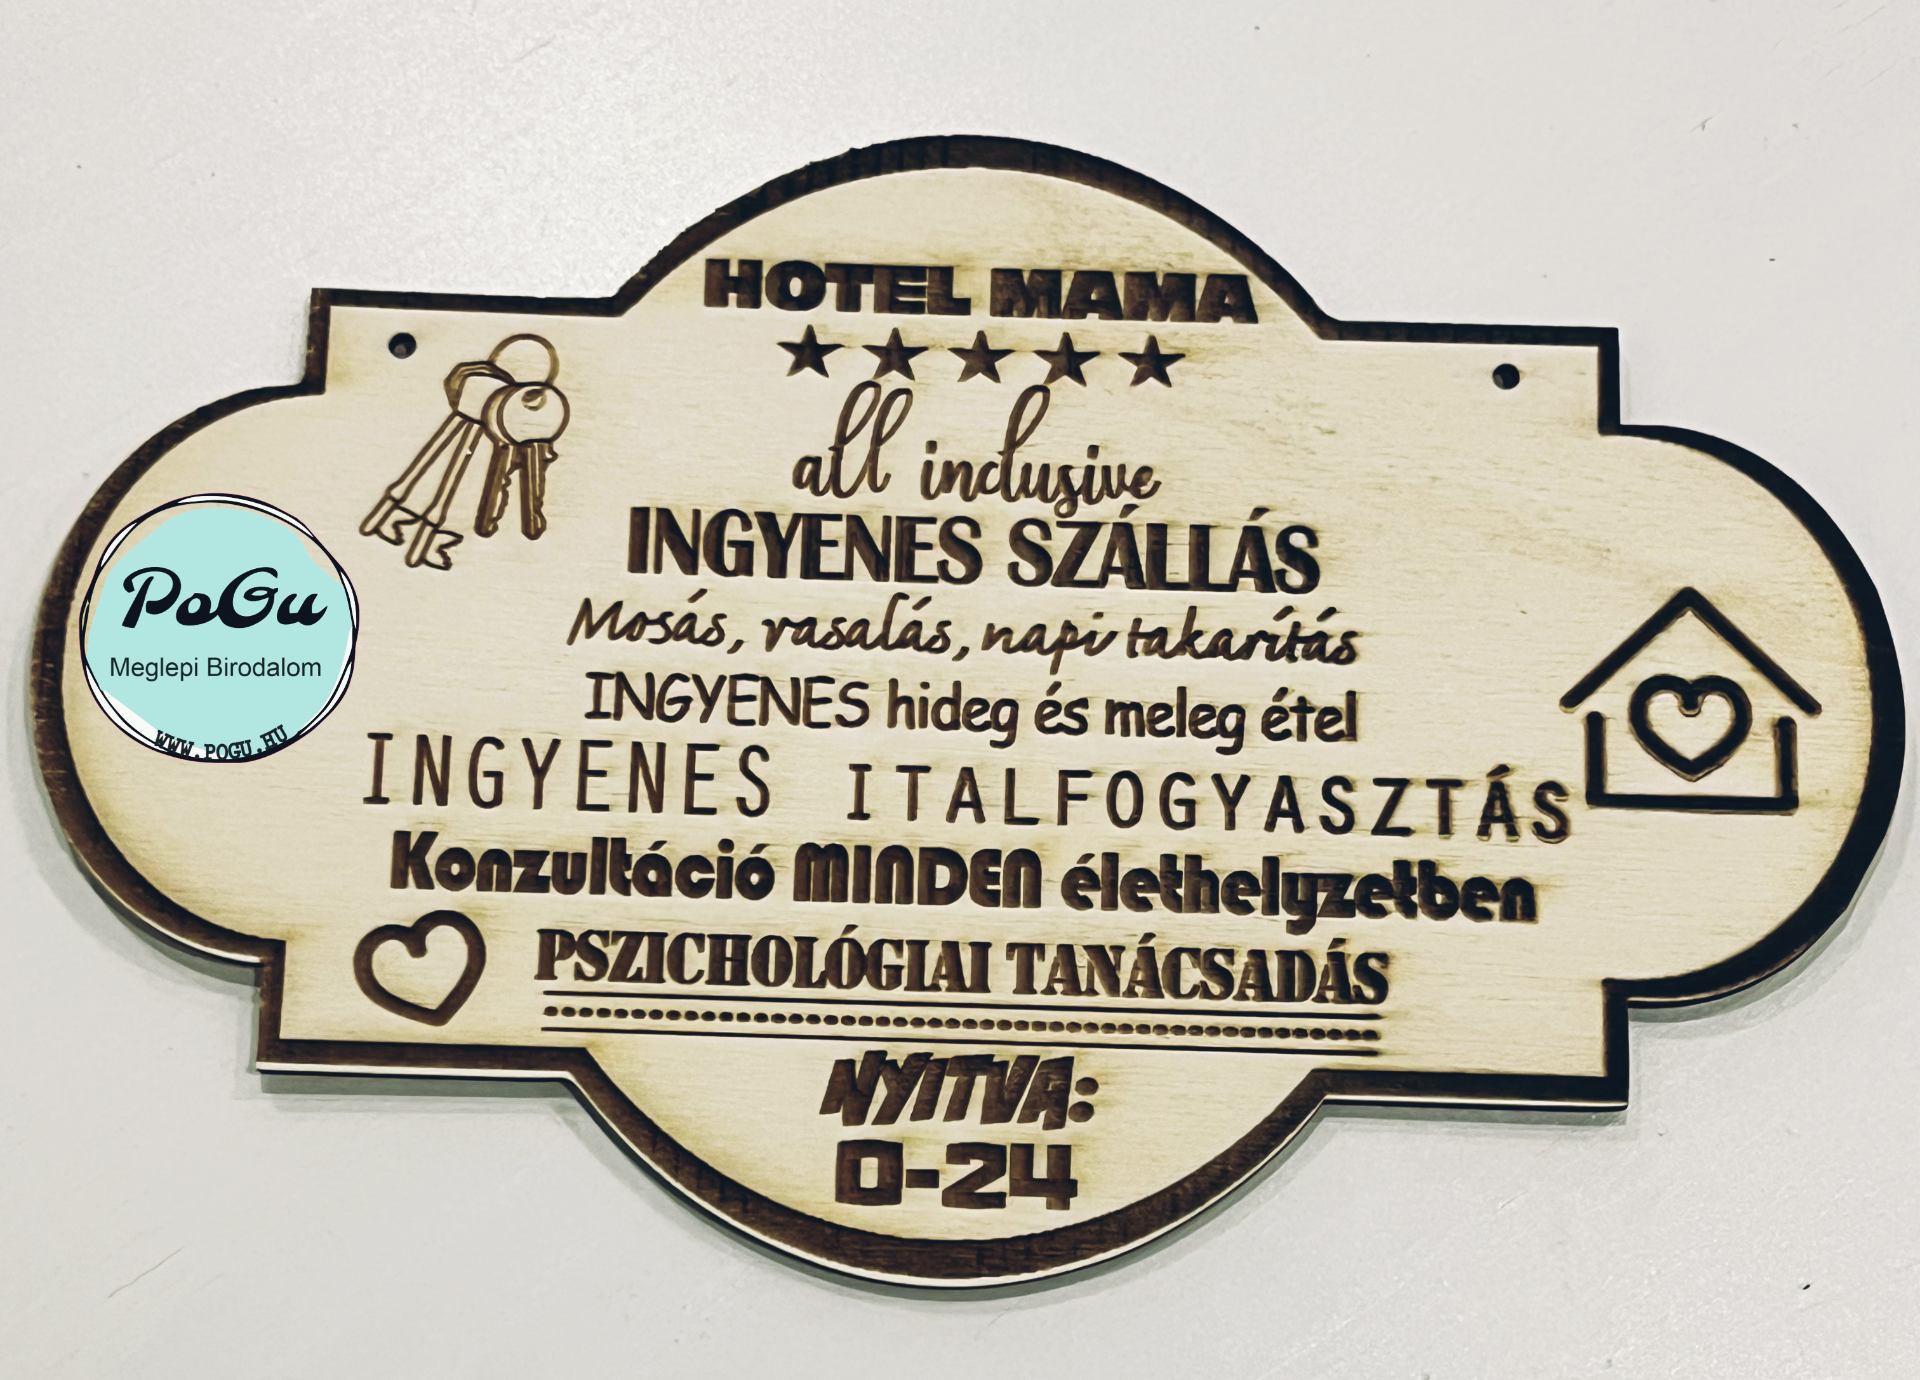 HOTEL MAMA
all inclusive
INGYENES SZÁLLÁS
Mosás, vasalás, napi takarítás
INGYENES hideg és meleg étel
INGYENES ITALFOGYASZTÁS
Konzultáció MINDEN élethelyzetben
PSZICHOLÓGIAI TANÁCSADÁS
NYITVA:
0-24
PoGu
Meglepi Birodalom
WWW.POGU.HU